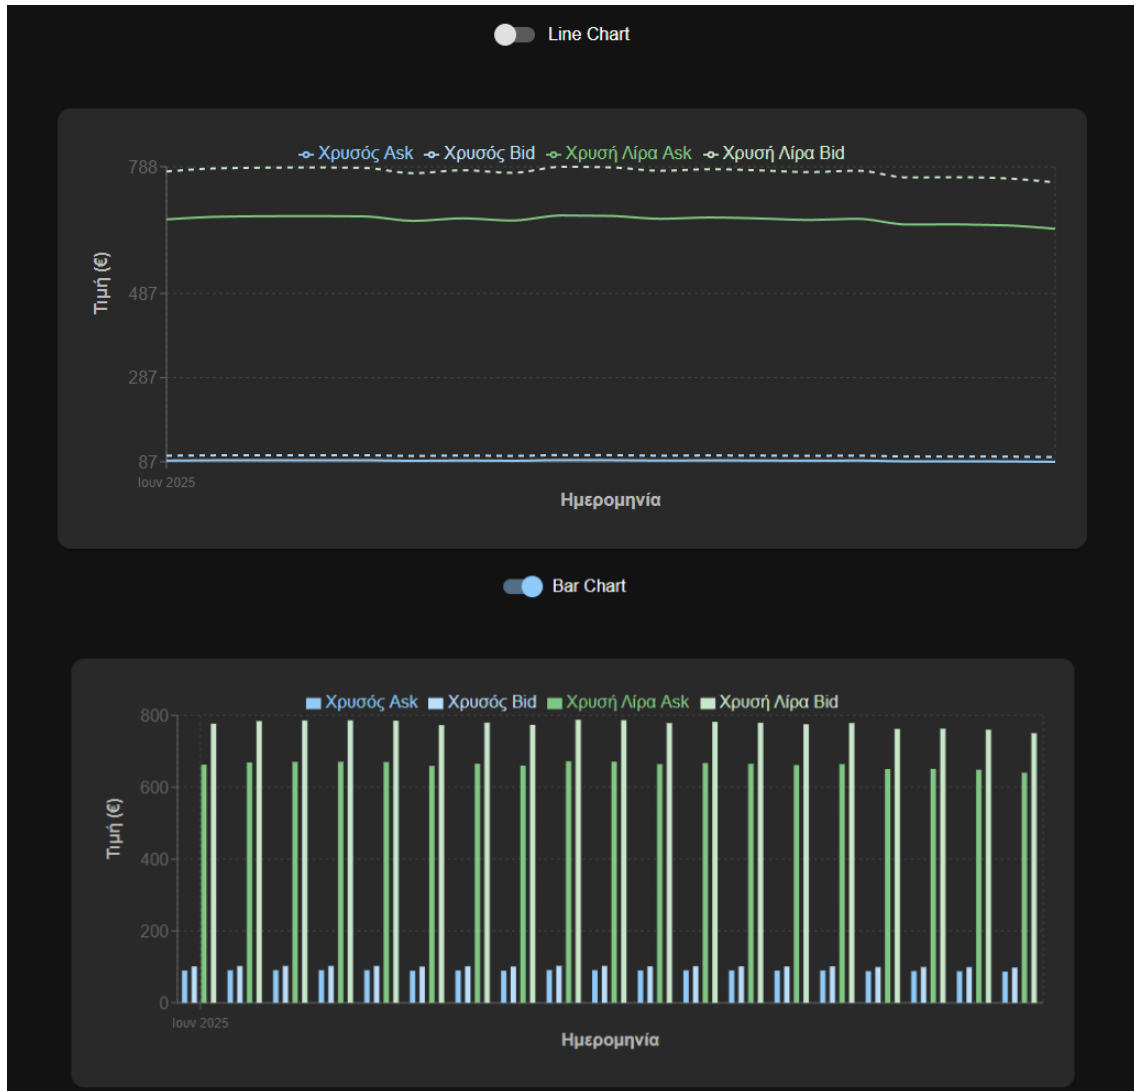 Line Chart
Χρυσός Ask Χρυσός Bid Χρυσή Λίρα Ask Χρυσή Λίρα Bid
788
487
287
87
Τιμή (€)
Ιουν 2025
Ημερομηνία
Bar Chart
Χρυσός Ask Χρυσός Bid Χρυσή Λίρα Ask Χρυσή Λίρα Bid
800
600
400
200
0
Τιμή (€)
Ιουν 2025
Ημερομηνία